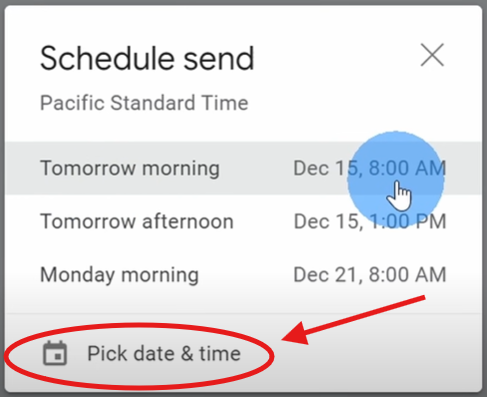 Schedule send
Pacific Standard Time
Tomorrow morning Dec 15, 8:00 AM
Tomorrow afternoon Dec 15, 1:00 PM
Monday morning Dec 21, 8:00 AM
Pick date & time